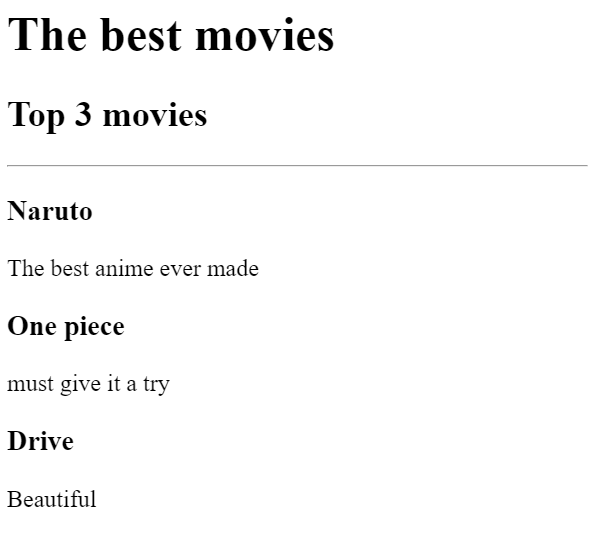 The best movies
Top 3 movies
Naruto
The best anime ever made
One piece
must give it a try
Drive
Beautiful